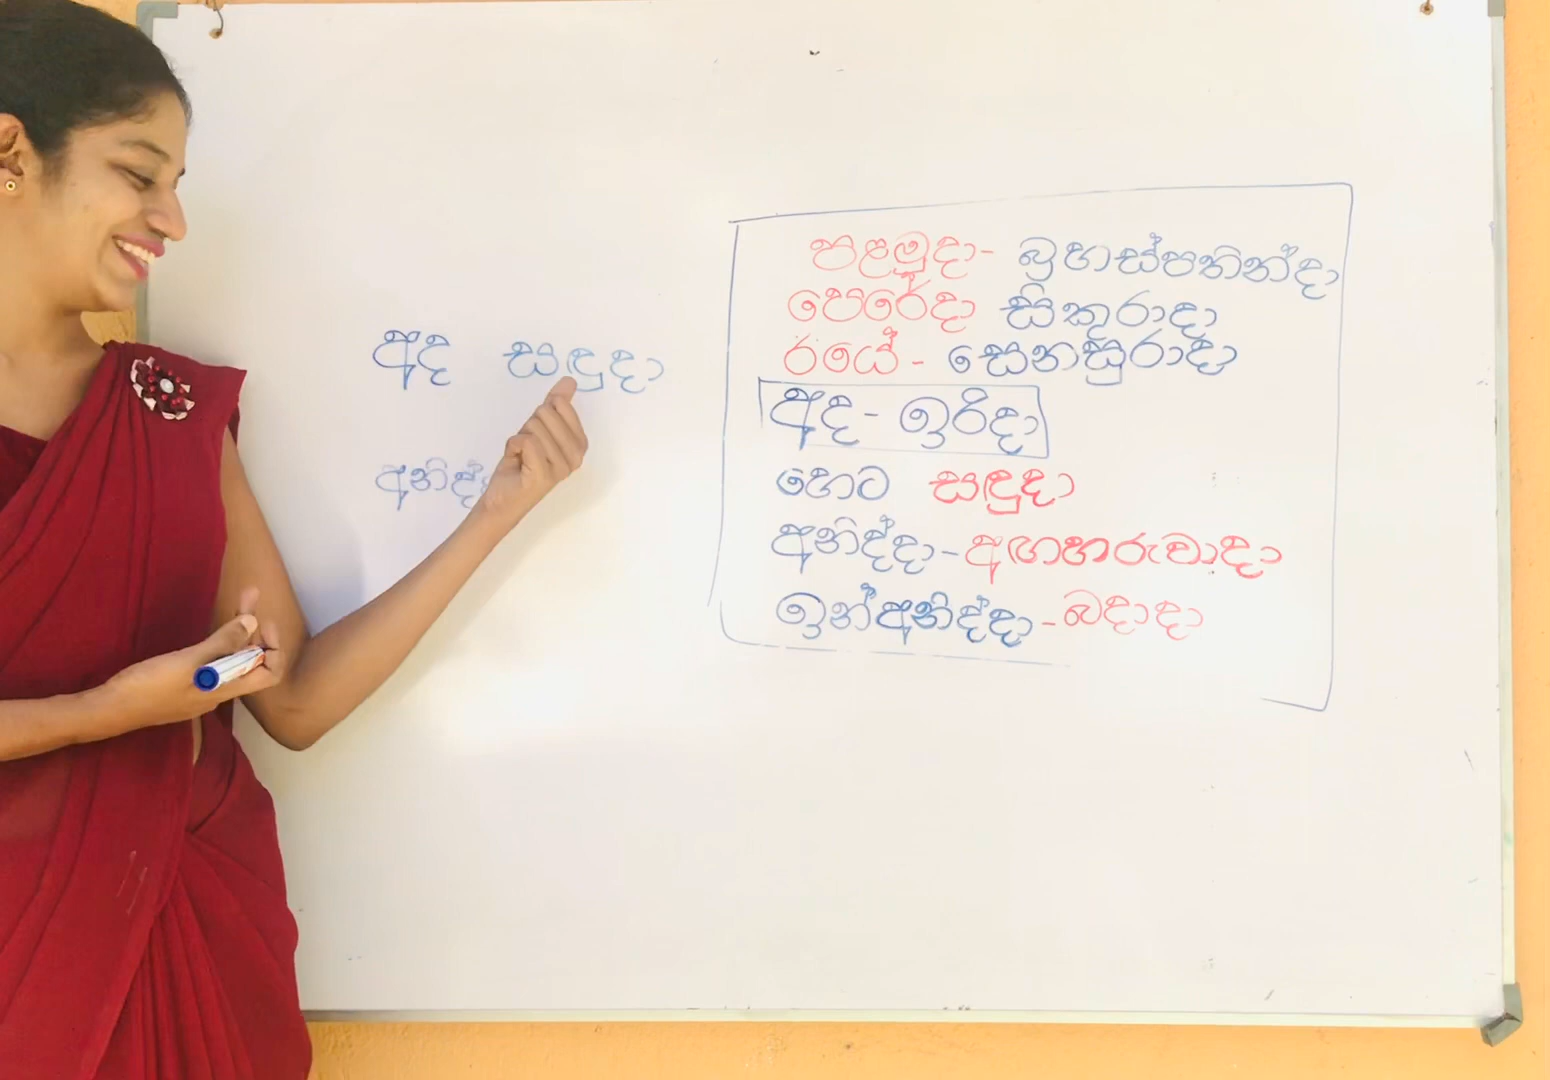 අද සඳුදා
පළමුදා- බ්‍රහස්පතින්දා
පෙරේදා සිකුරාදා
රයේ- සෙනසුරාදා
අද- ඉරිදා
හෙට සඳුදා
අනිද්දා-අඟහරුවාදා
ඉන්අනිද්දා-බදාදා